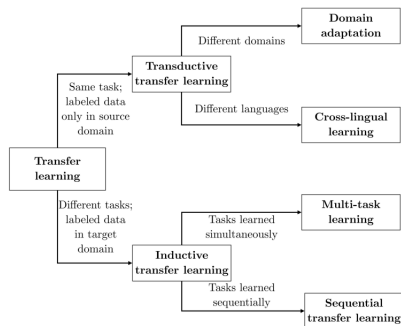 Domain
adaptation
Different domains
Transductive
transfer learning
Same task;
labeled data
only in source
domain
Different languages
Cross-lingual
learning
Transfer
learning
Different tasks;
labeled data
in target
domain
Multi-task
learning
Tasks learned
simultaneously
Inductive
transfer learning
Tasks learned
sequentially
Sequential
transfer learning